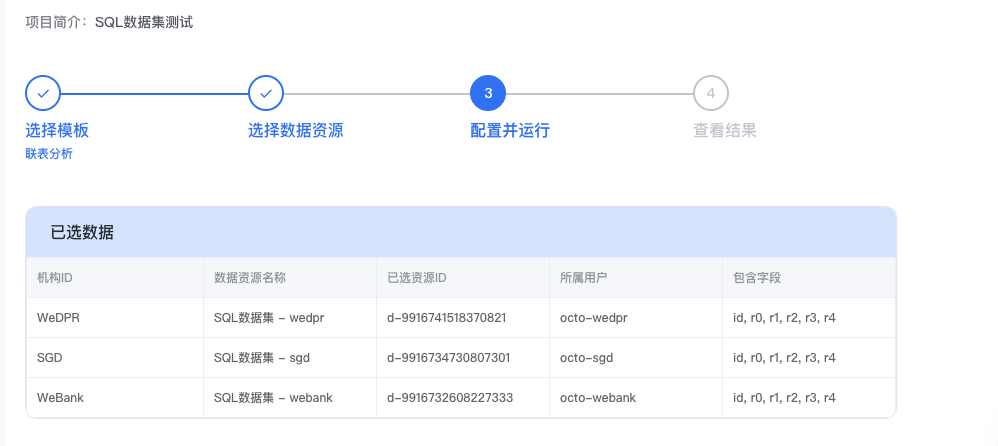 项目简介：SQL数据集测试
3
4
选择模板
选择数据资源
配置并运行
查看结果
联表分析
已选数据
机构ID 数据资源名称 已选资源ID 所属用户 包含字段
WeDPR SQL数据集 - wedpr d-9916741518370821 octo-wedpr id, r0, r1, r2, r3, r4
SGD SQL数据集 - sgd d-9916734730807301 octo-sgd id, r0, r1, r2, r3, r4
WeBank SQL数据集 - webank d-9916732608227333 octo-webank id, r0, r1, r2, r3, r4